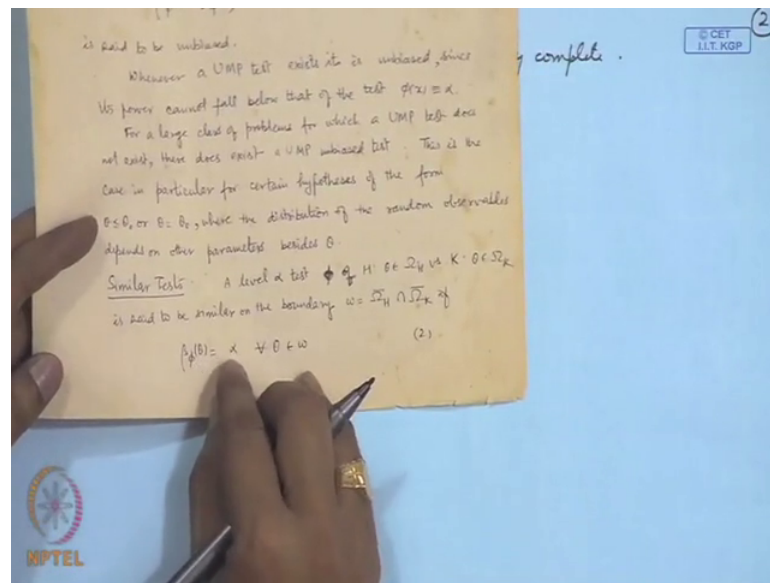 2
© CET
I.I.T. KGP
y complete.
is said to be unbiased.
Whenever a UMP test exists it is unbiased, since
its power cannot fall below that of the test φ(x) ≡ α.
For a large class of problems for which a UMP test does
not exist, there does exist a UMP unbiased test. This is the
case in particular for certain hypotheses of the form
θ ≤ θ₀ or θ = θ₀, where the distribution of the random observables
depends on other parameters besides θ.
Similar Tests: A level α test φ of H: θ ∈ Ω_H vs K: θ ∈ Ω_K
is said to be similar on the boundary ω = Ω̄_H ∩ Ω̄_K if
β_φ(θ) = α ∀ θ ∈ ω (2)
NPTEL